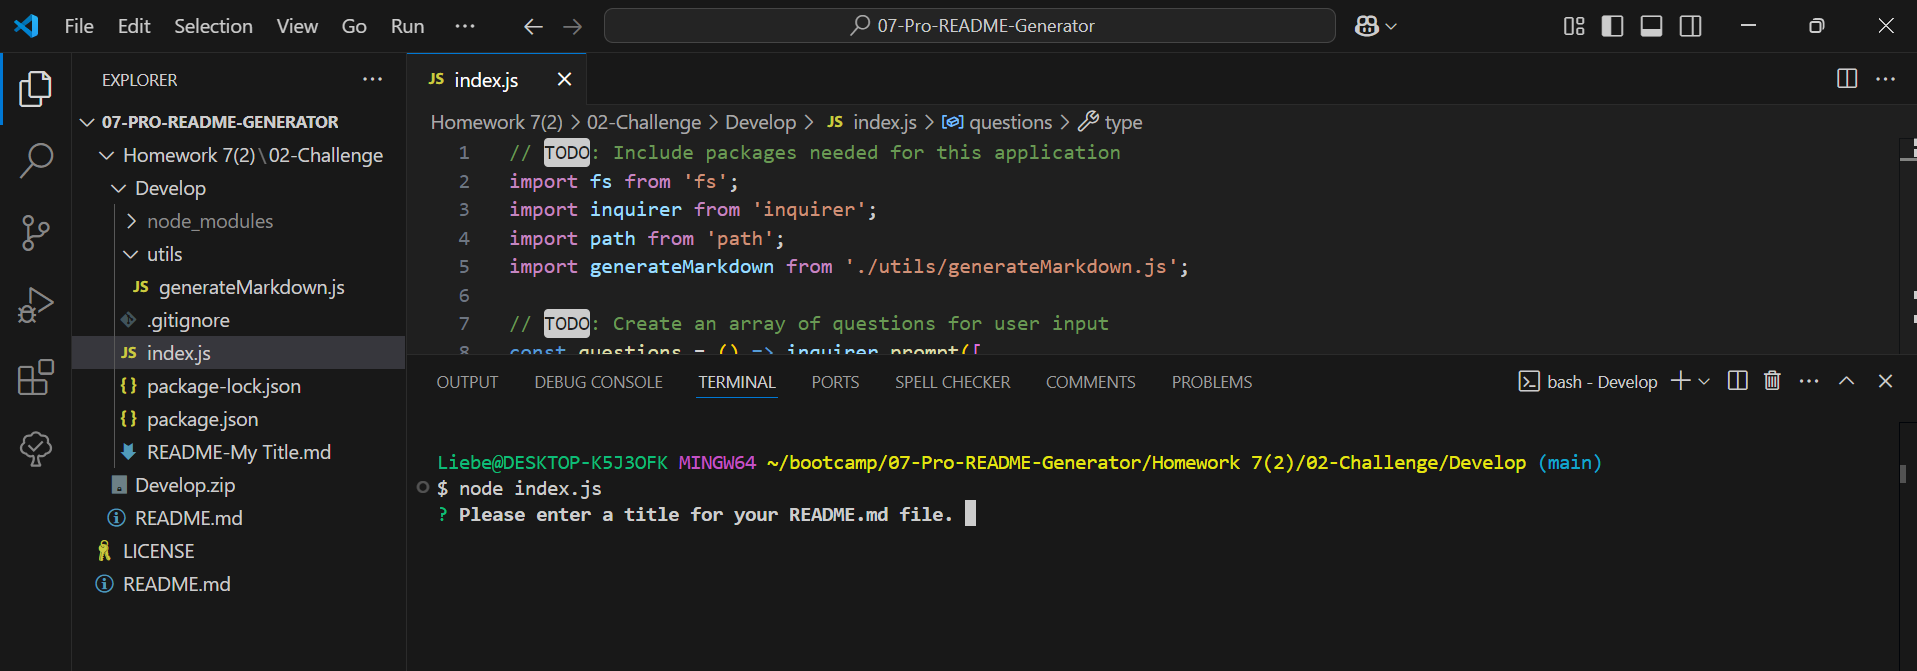 File Edit Selection View Go Run ··· 07-Pro-README-Generator
EXPLORER ···
07-PRO-README-GENERATOR
Homework 7(2)\02-Challenge
Develop
node_modules
utils
JS generateMarkdown.js
.gitignore
JS index.js
{} package-lock.json
{} package.json
README-My Title.md
Develop.zip
README.md
LICENSE
README.md
JS index.js
Homework 7(2) > 02-Challenge > Develop > JS index.js > questions > type
1 // TODO: Include packages needed for this application
2 import fs from 'fs';
3 import inquirer from 'inquirer';
4 import path from 'path';
5 import generateMarkdown from './utils/generateMarkdown.js';
6
7 // TODO: Create an array of questions for user input
8 const questions = () => inquirer.prompt([
OUTPUT DEBUG CONSOLE TERMINAL PORTS SPELL CHECKER COMMENTS PROBLEMS bash - Develop
Liebe@DESKTOP-K5J3OFK MINGW64 ~/bootcamp/07-Pro-README-Generator/Homework 7(2)/02-Challenge/Develop (main)
$ node index.js
? Please enter a title for your README.md file.